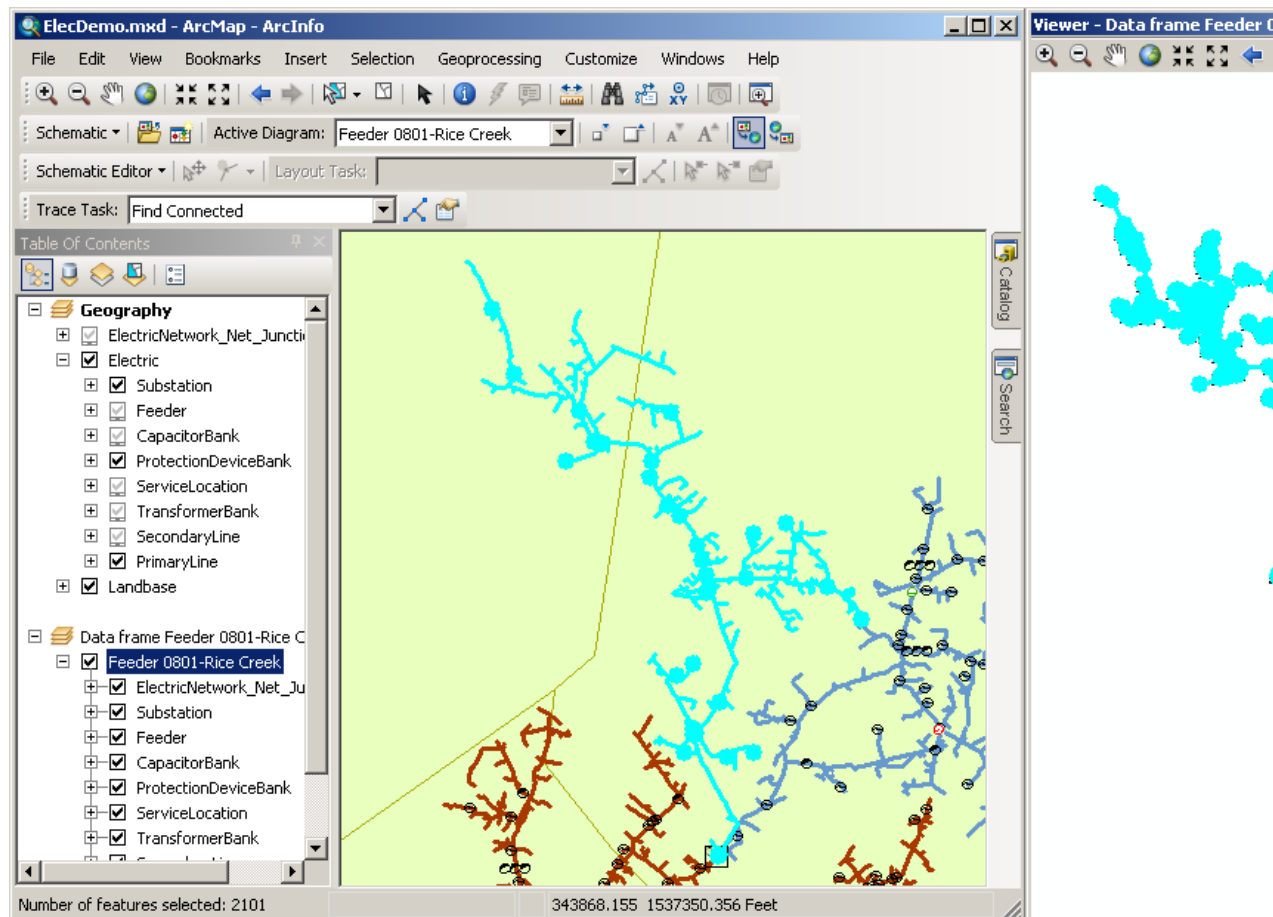 ElecDemo.mxd - ArcMap - ArcInfo
File Edit View Bookmarks Insert Selection Geoprocessing Customize Windows Help
XY
Schematic Active Diagram: Feeder 0801-Rice Creek A A
Schematic Editor Layout Task:
Trace Task: Find Connected
Table Of Contents
Geography
ElectricNetwork_Net_Juncti
Electric
Substation
Feeder
CapacitorBank
ProtectionDeviceBank
ServiceLocation
TransformerBank
SecondaryLine
PrimaryLine
Landbase
Data frame Feeder 0801-Rice C
Feeder 0801-Rice Creek
ElectricNetwork_Net_Ju
Substation
Feeder
CapacitorBank
ProtectionDeviceBank
ServiceLocation
TransformerBank
Catalog
Search
Number of features selected: 2101
343868.155 1537350.356 Feet
Viewer - Data frame Feeder 0